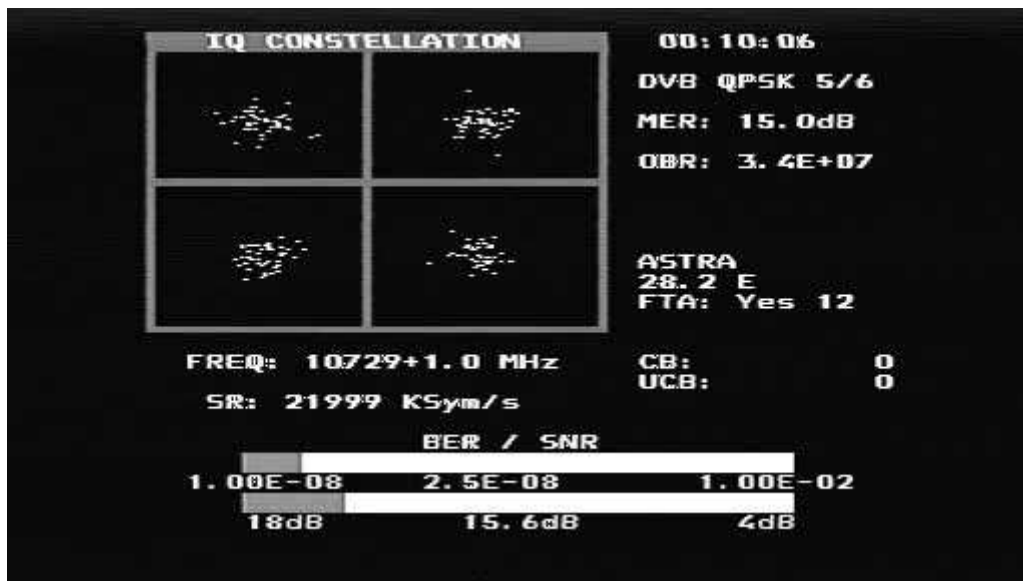 IQ CONSTELLATION
00:10:06
DVB QPSK 5/6
MER: 15.0dB
OBR: 3.4E+07
ASTRA
28.2 E
FTA: Yes 12
FREQ: 10729+1.0 MHz
CB: 0
UCB: 0
SR: 21999 KSym/s
BER / SNR
1.00E-08 2.5E-08 1.00E-02
18dB 15.6dB 4dB